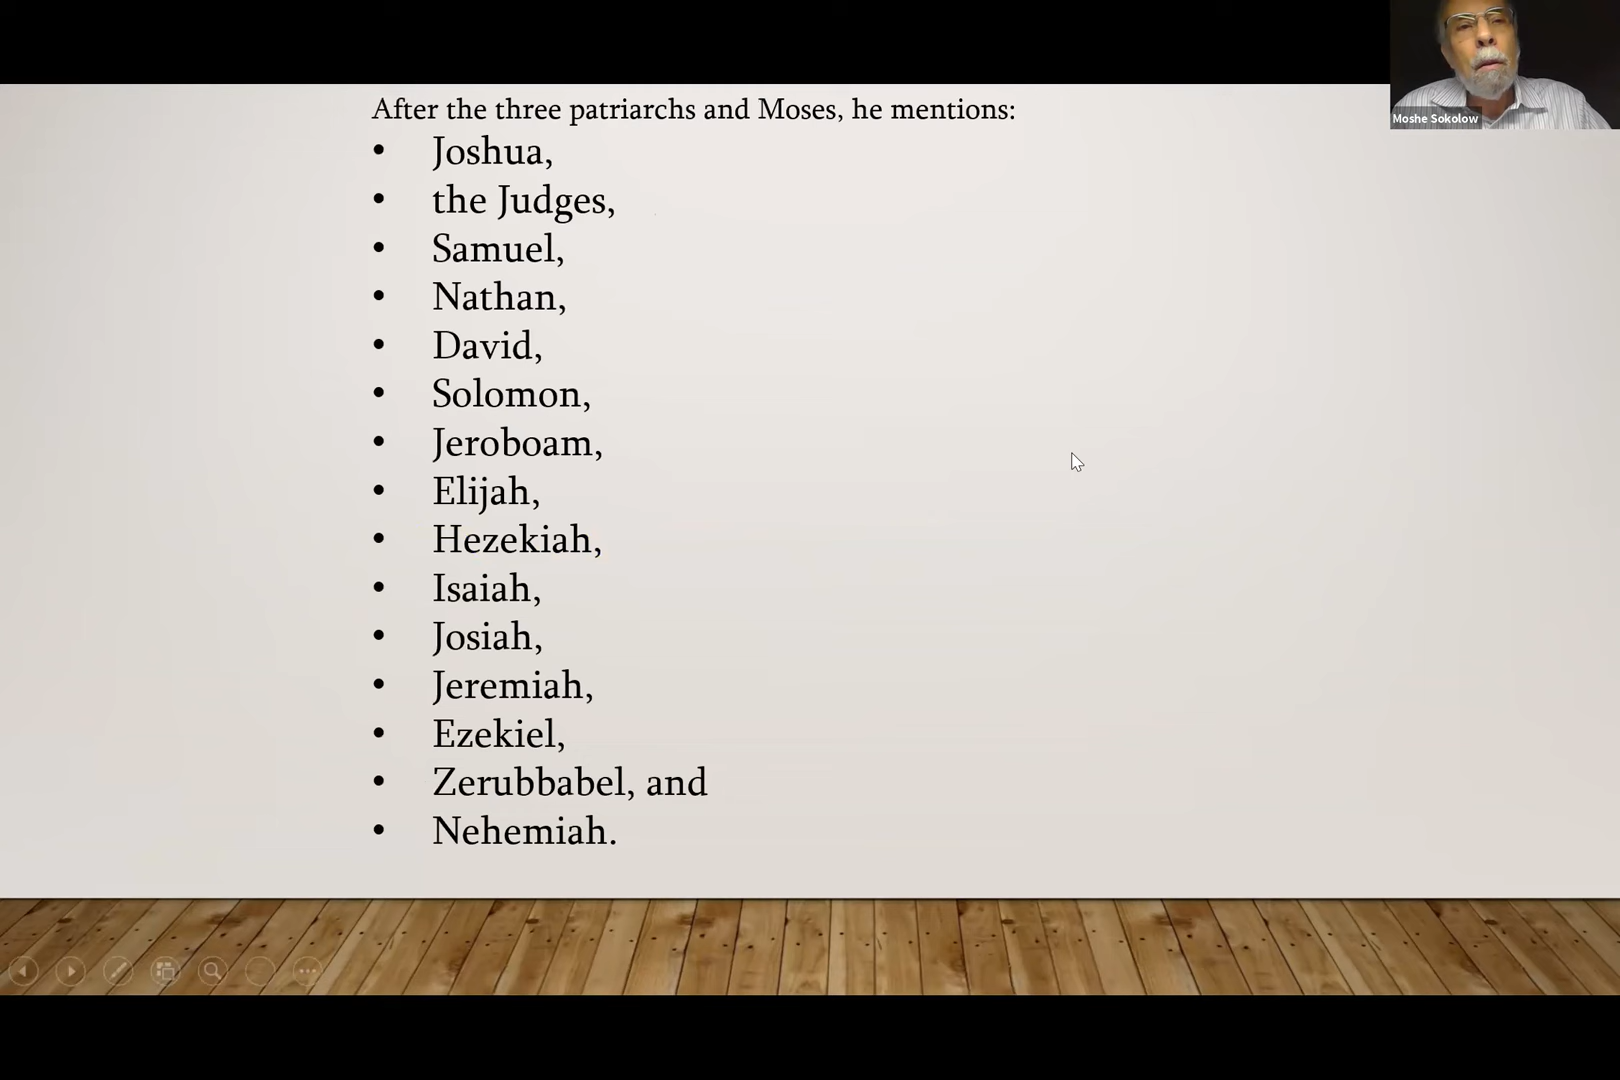 After the three patriarchs and Moses, he mentions:
• Joshua,
• the Judges,
• Samuel,
• Nathan,
• David,
• Solomon,
• Jeroboam,
• Elijah,
• Hezekiah,
• Isaiah,
• Josiah,
• Jeremiah,
• Ezekiel,
• Zerubbabel, and
• Nehemiah.
Moshe Sokolow